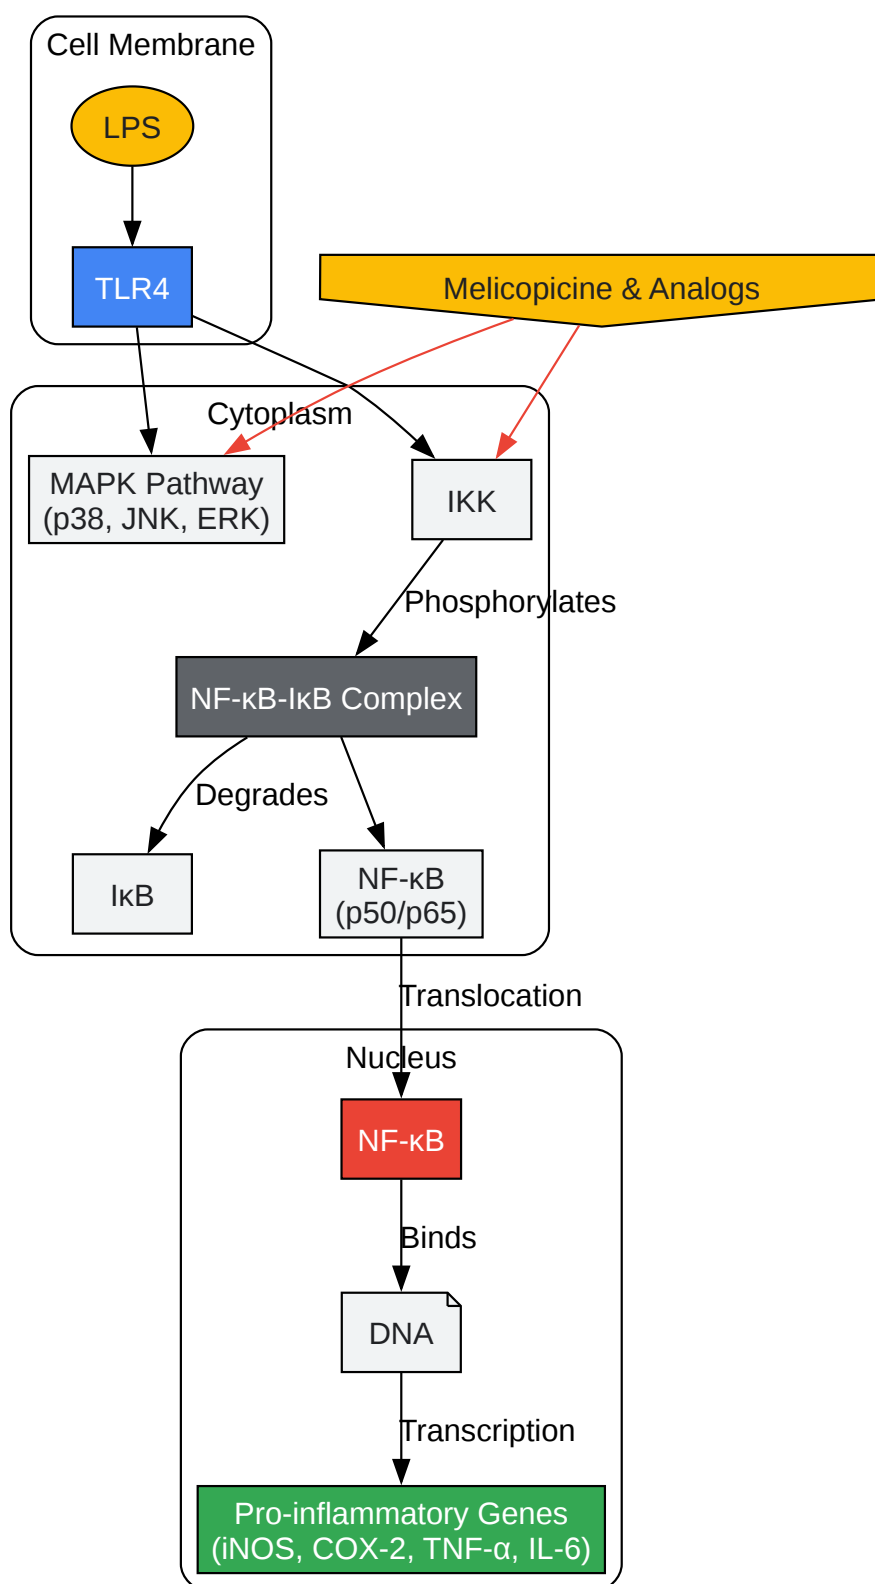 Cell Membrane
LPS
TLR4
Melicopicine & Analogs
Cytoplasm
MAPK Pathway
(p38, JNK, ERK)
IKK
Phosphorylates
NF-κB-IκB Complex
Degrades
IκB
NF-κB
(p50/p65)
Translocation
Nucleus
NF-κB
Binds
DNA
Transcription
Pro-inflammatory Genes
(iNOS, COX-2, TNF-α, IL-6)